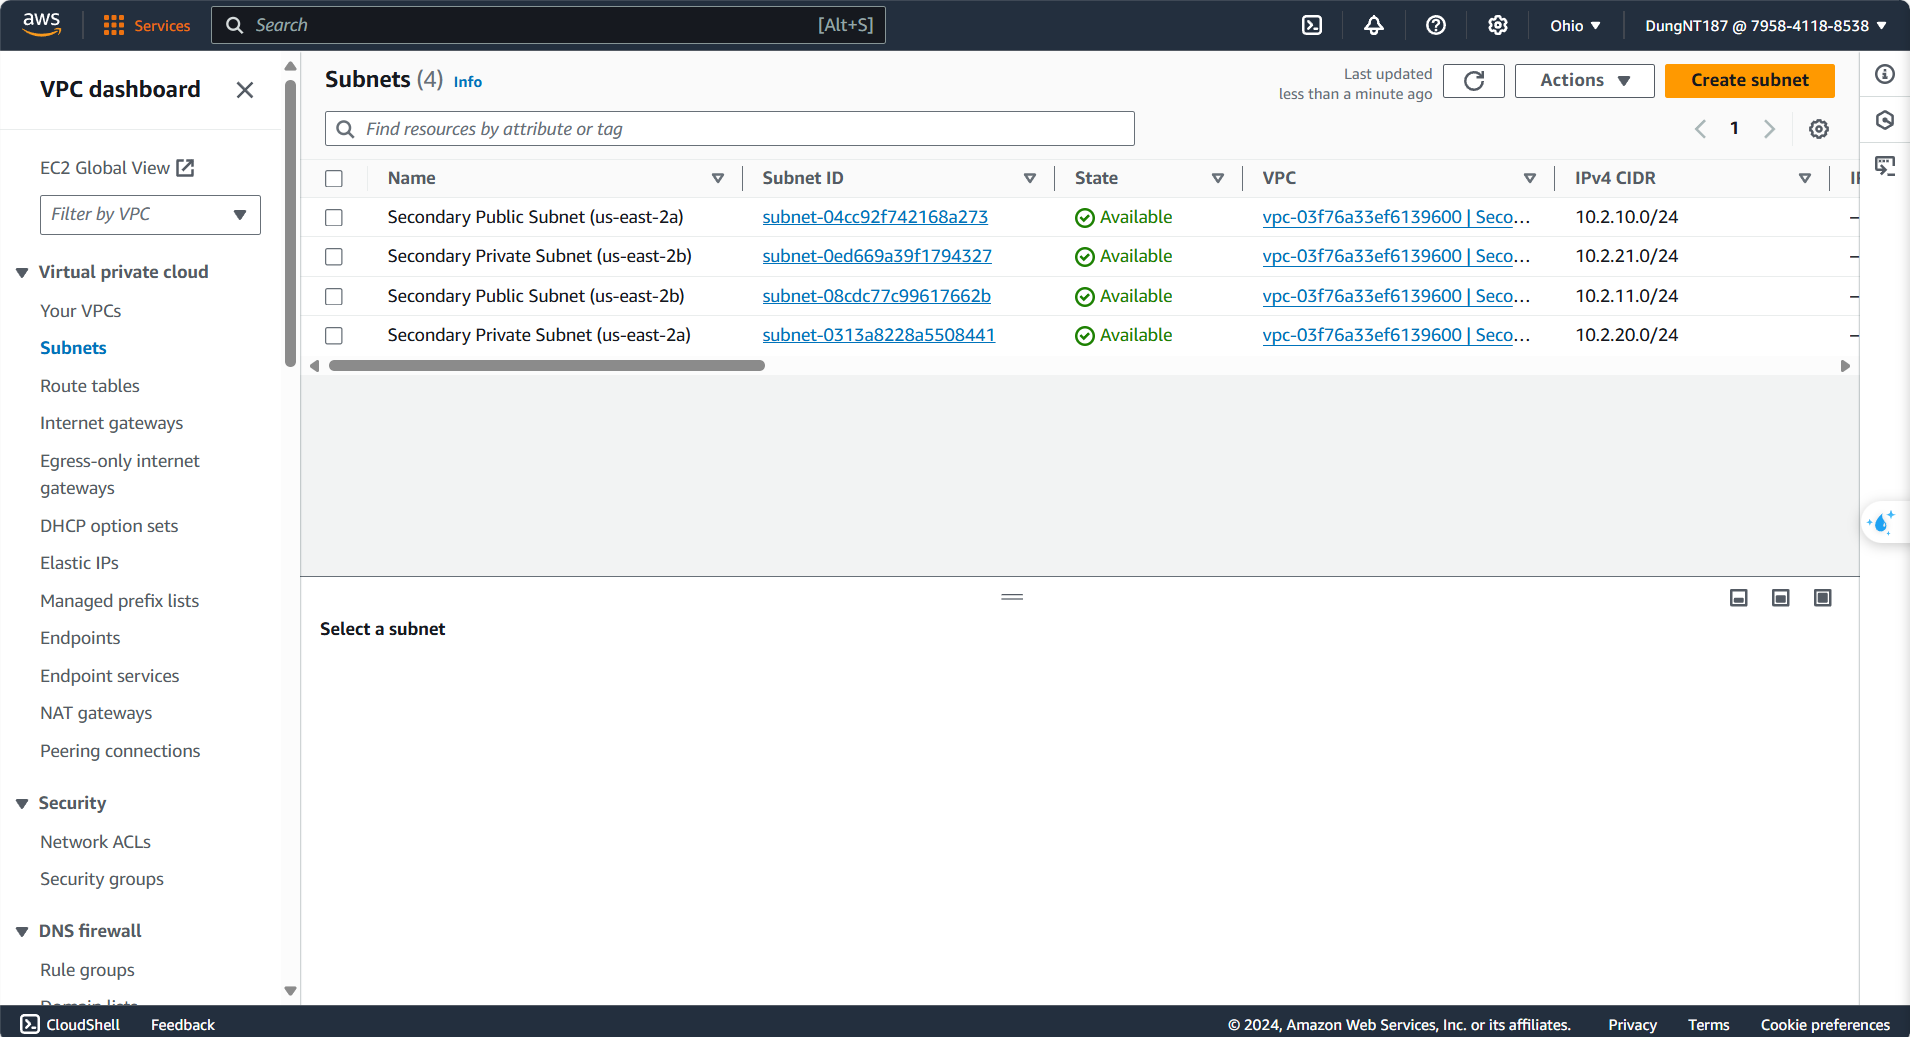 aws
Services
Search [Alt+S]
Ohio
DungNT187 @ 7958-4118-8538
VPC dashboard
EC2 Global View
Filter by VPC
Virtual private cloud
Your VPCs
Subnets
Route tables
Internet gateways
Egress-only internet
gateways
DHCP option sets
Elastic IPs
Managed prefix lists
Endpoints
Endpoint services
NAT gateways
Peering connections
Security
Network ACLs
Security groups
DNS firewall
Rule groups
Domain lists
Subnets (4) Info
Last updated
less than a minute ago
Actions
Create subnet
Find resources by attribute or tag
1
Name Subnet ID State VPC IPv4 CIDR
Secondary Public Subnet (us-east-2a) subnet-04cc92f742168a273 Available vpc-03f76a33ef6139600 | Seco... 10.2.10.0/24 –
Secondary Private Subnet (us-east-2b) subnet-0ed669a39f1794327 Available vpc-03f76a33ef6139600 | Seco... 10.2.21.0/24 –
Secondary Public Subnet (us-east-2b) subnet-08cdc77c99617662b Available vpc-03f76a33ef6139600 | Seco... 10.2.11.0/24 –
Secondary Private Subnet (us-east-2a) subnet-0313a8228a5508441 Available vpc-03f76a33ef6139600 | Seco... 10.2.20.0/24 –
Select a subnet
CloudShell Feedback © 2024, Amazon Web Services, Inc. or its affiliates. Privacy Terms Cookie preferences